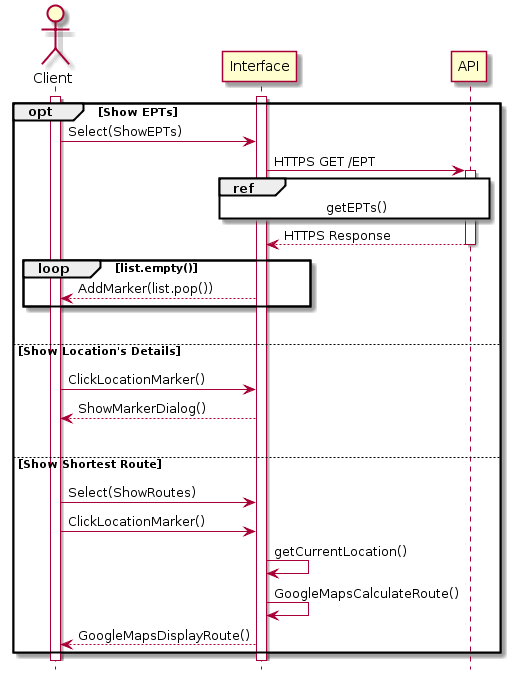 Client
Interface
API
opt [Show EPTs]
Select(ShowEPTs)
HTTPS GET /EPT
ref
getEPTs()
HTTPS Response
loop [list.empty()]
AddMarker(list.pop())
[Show Location's Details]
ClickLocationMarker()
ShowMarkerDialog()
[Show Shortest Route]
Select(ShowRoutes)
ClickLocationMarker()
getCurrentLocation()
GoogleMapsCalculateRoute()
GoogleMapsDisplayRoute()